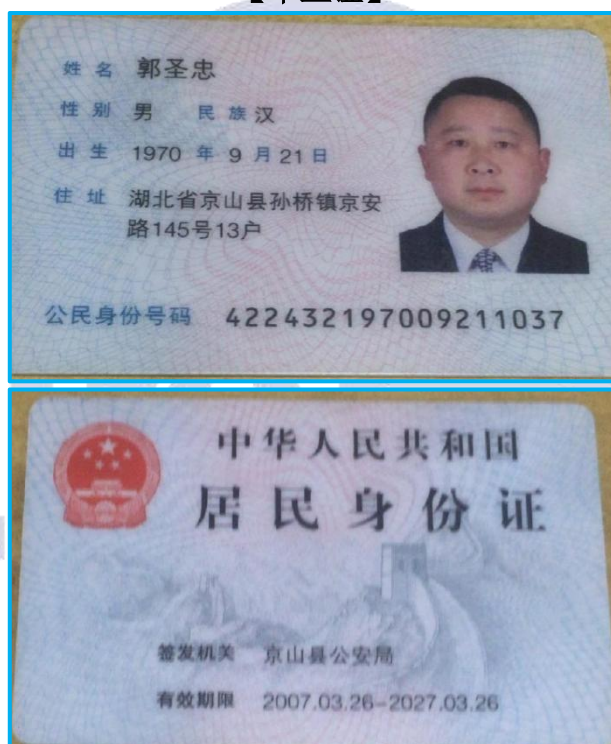 姓名 郭圣忠
性别 男 民族 汉
出生 1970 年 9 月 21 日
住址 湖北省京山县孙桥镇京安
路145号13户
公民身份号码 422432197009211037
中华人民共和国
居民身份证
签发机关 京山县公安局
有效期限 2007.03.26-2027.03.26